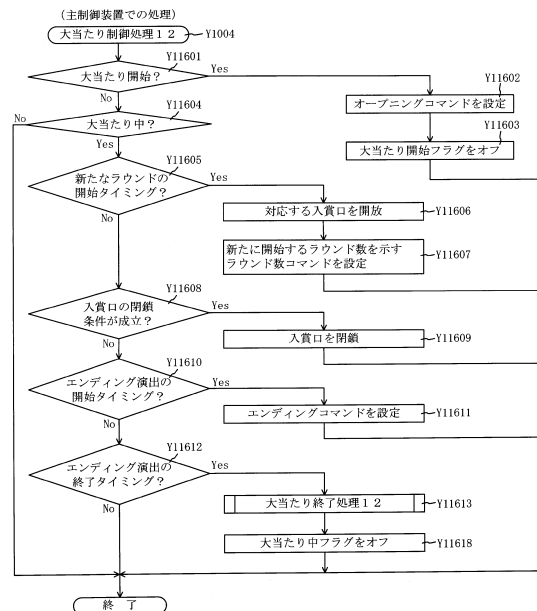 (主制御装置での処理)
大当たり制御処理12
Y1004
Y11601
大当たり開始?
Yes
No
Y11602
オープニングコマンドを設定
Y11603
大当たり開始フラグをオフ
Y11604
No
大当たり中?
Yes
Y11605
新たなラウンドの
開始タイミング?
Yes
No
対応する入賞口を開放
Y11606
新たに開始するラウンド数を示す
ラウンド数コマンドを設定
Y11607
Y11608
入賞口の閉鎖
条件が成立?
Yes
No
入賞口を閉鎖
Y11609
Y11610
エンディング演出の
開始タイミング?
Yes
No
エンディングコマンドを設定
Y11611
Y11612
エンディング演出の
終了タイミング?
Yes
No
大当たり終了処理12
Y11613
大当たり中フラグをオフ
Y11618
終了